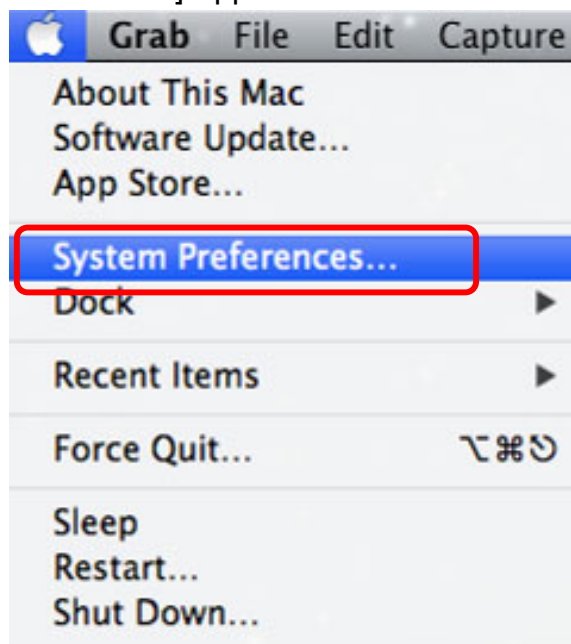 Grab File Edit Capture
About This Mac
Software Update...
App Store...
System Preferences...
Dock ▶
Recent Items ▶
Force Quit... ⌥⌘⎋
Sleep
Restart...
Shut Down...